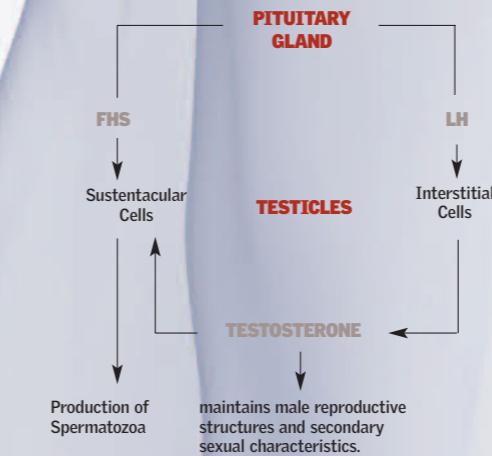 PITUITARY
GLAND
FHS
LH
Sustentacular
Cells
TESTICLES
Interstitial
Cells
TESTOSTERONE
Production of
Spermatozoa
maintains male reproductive
structures and secondary
sexual characteristics.